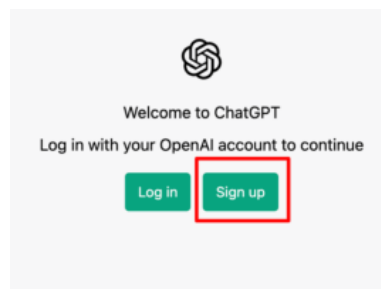 Welcome to ChatGPT
Log in with your OpenAI account to continue
Log in Sign up